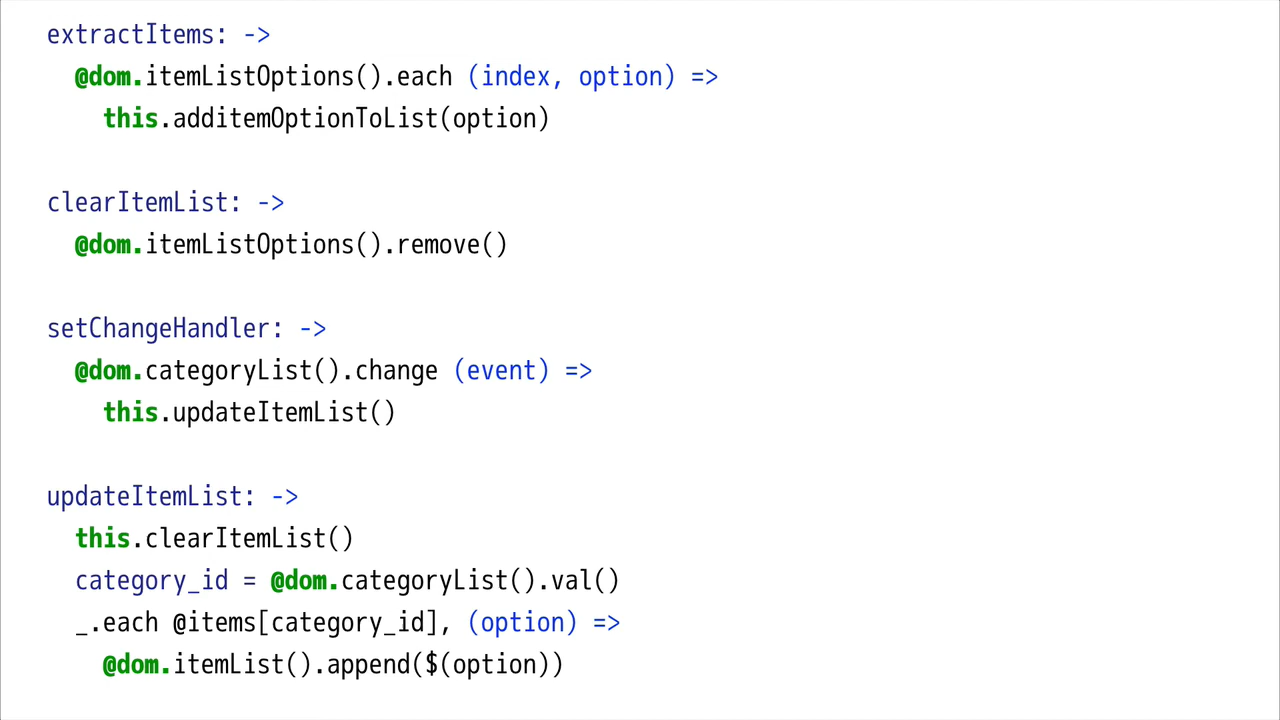 extractItems: ->
  @dom.itemListOptions().each (index, option) =>
    this.additemOptionToList(option)

clearItemList: ->
  @dom.itemListOptions().remove()

setChangeHandler: ->
  @dom.categoryList().change (event) =>
    this.updateItemList()

updateItemList: ->
  this.clearItemList()
  category_id = @dom.categoryList().val()
  _.each @items[category_id], (option) =>
    @dom.itemList().append($(option))